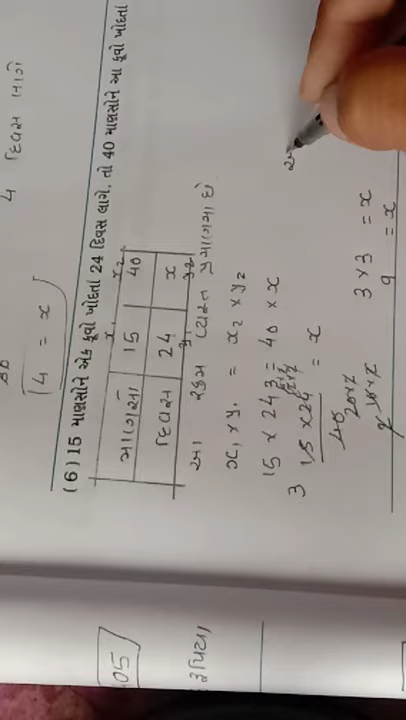 4 દિવસ લાગે
4 = x
(6) 15 માણસોને એક કૂવો ખોદતાં 24 દિવસ લાગે, તો 40 માણસોને આ કૂવો ખોદતાં
x₁ x₂
માણસો 15 40
દિવસ 24 x
y₁ y₂
આ રકમ વ્યસ્ત પ્રમાણમાં છે
x₁ × y₁ = x₂ × y₂
15 × 24 = 40 × x
3 15 × 24 = x
40
3 × 3 = x
9 = x
105
રૂપિયા